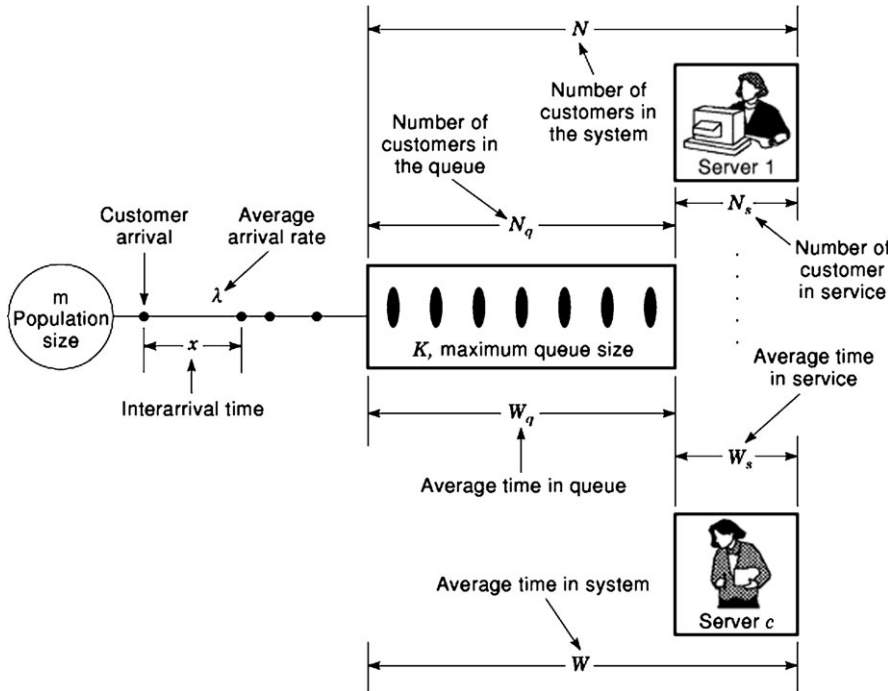 N
Number of
customers in
the system
Server 1
Number of
customers in
the queue
N_s
Customer
arrival
Average
arrival rate
N_q
Number of
customer
in service
λ
m
Population
size
K, maximum queue size
x
Average time
in service
Interarrival time
W_q
W_s
Average time in queue
Average time in system
Server c
W